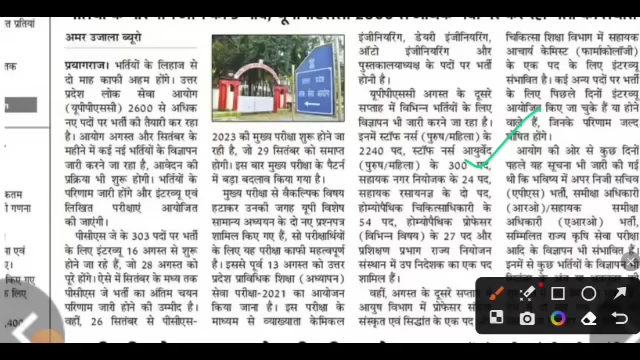 अमर उजाला ब्यूरो
प्रयागराज। भर्तियों के लिहाज से
दो माह काफी अहम होंगे। उत्तर
प्रदेश लोक सेवा आयोग
(यूपीपीएससी) 2600 से अधिक
नए पदों पर भर्ती की तैयारी कर रहा
है। आयोग अगस्त और सितंबर के
महीने में कई नई भर्तियों के विज्ञापन
जारी करने जा रहा है, आवेदन की
प्रक्रिया भी शुरू होगी। भर्तियों के
परिणाम जारी होंगे और इंटरव्यू एवं
लिखित परीक्षाएं आयोजित
की जाएंगी।
पीसीएस जे के 303 पदों पर भर्ती
के लिए इंटरव्यू 16 अगस्त से शुरू
होने जा रहे हैं, जो 28 अगस्त को
पूरे होंगे। ऐसे में सितंबर के मध्य तक
पीसीएस जे भर्ती का अंतिम चयन
परिणाम जारी होने की उम्मीद है।
वहीं, 26 सितंबर से पीसीएस-
2023 की मुख्य परीक्षा शुरू होने जा
रही है, जो 29 सितंबर को समाप्त
होगी। इस बार मुख्य परीक्षा के पैटर्न
में बड़ा बदलाव किया गया है।
मुख्य परीक्षा से वैकल्पिक विषय
हटाकर उनकी जगह यूपी विशेष
सामान्य अध्ययन के दो नए प्रश्नपत्र
शामिल किए गए हैं, सो परीक्षार्थियों
के लिए यह परीक्षा काफी महत्वपूर्ण
है। इससे पूर्व 13 अगस्त को उत्तर
प्रदेश प्राविधिक शिक्षा (अध्यापन)
सेवा परीक्षा-2021 का आयोजन
किया जाना है। इस परीक्षा के
माध्यम से व्याख्याता केमिकल
इंजीनियरिंग, डेयरी इंजीनियरिंग,
ऑटो इंजीनियरिंग और
पुस्तकालयाध्यक्ष के पदों पर भर्ती
होनी है।
यूपीपीएससी अगस्त के दूसरे
सप्ताह में विभिन्न भर्तियों के लिए
विज्ञापन भी जारी करने जा रहा है।
इनमें स्टॉफ नर्स (पुरुष/महिला) के
2240 पद, स्टॉफ नर्स आयुर्वेद
(पुरुष/महिला) के 300 पद,
सहायक नगर नियोजक के 24 पद,
सहायक रसायनज्ञ के दो पद,
होम्योपैथिक चिकित्साधिकारी के
54 पद, होम्योपैथिक प्रोफेसर
(विभिन्न विषय) के 27 पद और
प्रशिक्षण प्रभाग राज्य नियोजन
संस्थान में उप निदेशक का एक पद
शामिल हैं।
वहीं, अगस्त के दूसरे सप्ताह
आयुष विभाग में प्रोफेसर
संस्कृत एवं सिद्धांत के एक पद
चिकित्सा शिक्षा विभाग में सहायक
आचार्य केमिस्ट (फार्माकोलॉजी)
के एक पद के लिए इंटरव्यू
संभावित है। कई अन्य पदों पर भर्ती
के लिए पिछले दिनों इंटरव्यू
आयोजित किए जा चुके हैं या होने
वाले हैं, जिनके परिणाम जल्द
घोषित होंगे।
आयोग की ओर से कुछ दिनों
पहले यह सूचना भी जारी की गई
थी कि भविष्य में अपर निजी सचिव
(एपीएस) भर्ती, समीक्षा अधिकारी
(आरओ)/सहायक समीक्षा
अधिकारी (एआरओ) भर्ती,
सम्मिलित राज्य कृषि सेवा परीक्षा
आदि के विज्ञापन भी संभावित हैं।
इनमें से कुछ भर्तियों के विज्ञापन भी